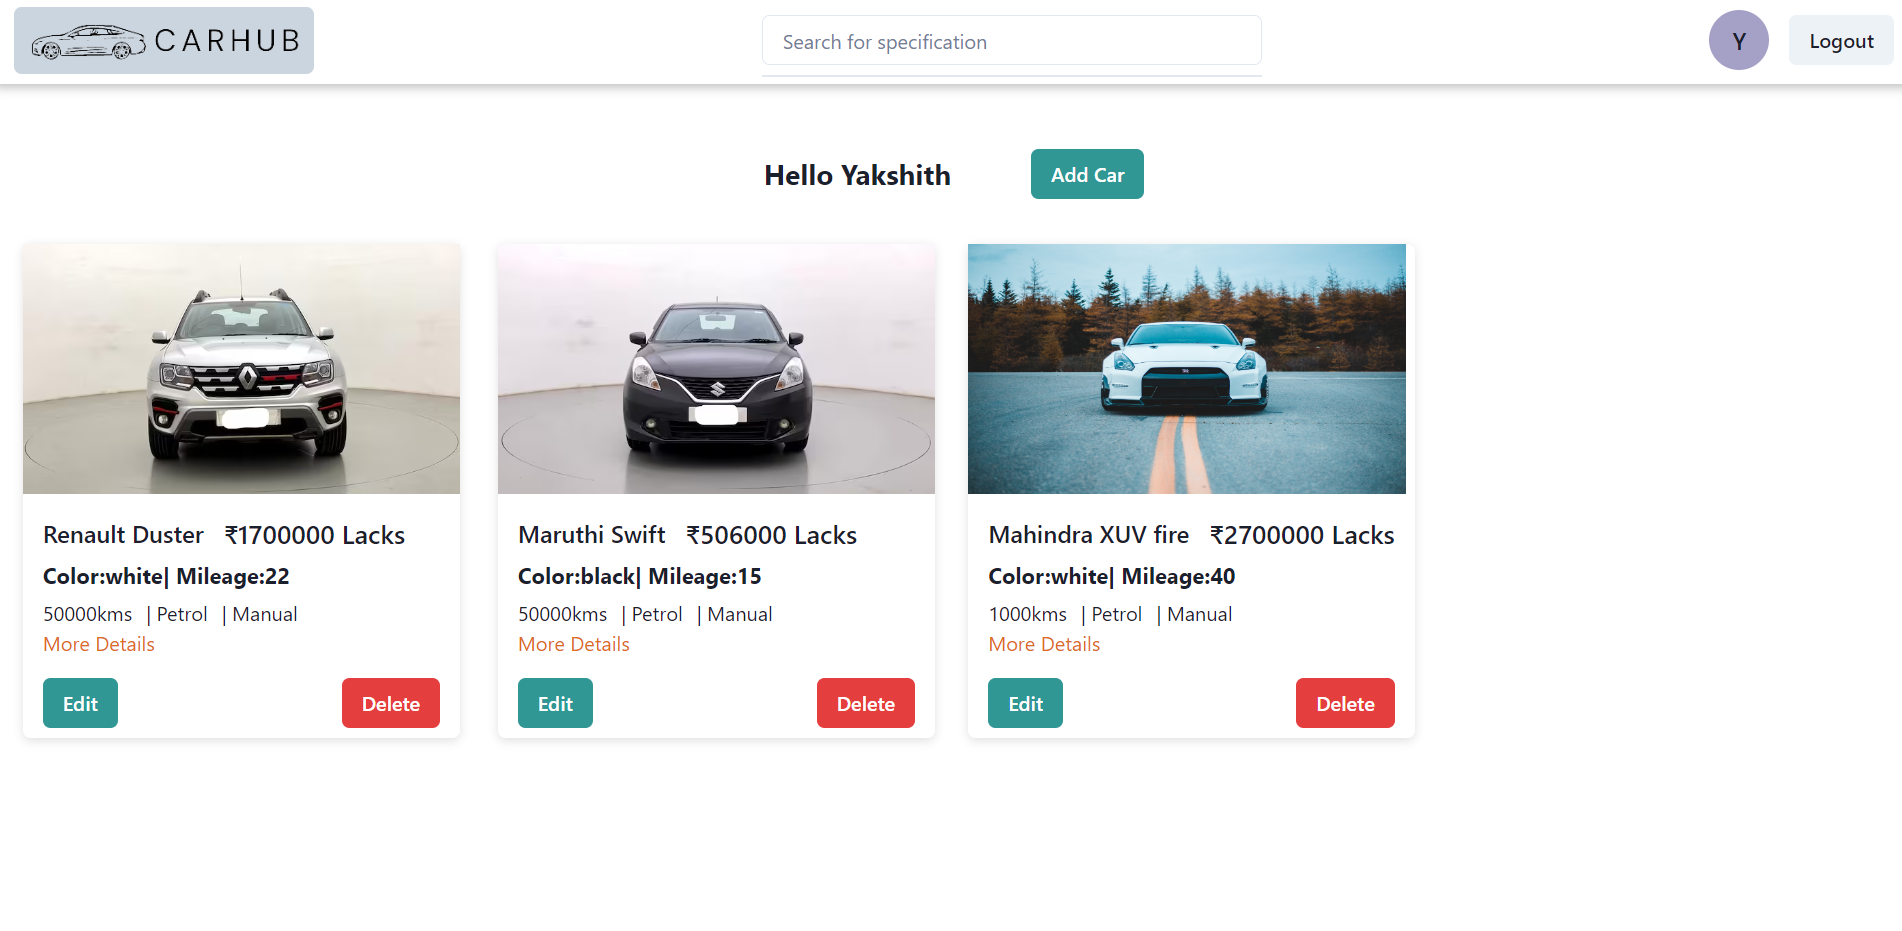 CARHUB
Search for specification
Y
Logout
Hello Yakshith
Add Car
Renault Duster ₹1700000 Lacks
Color:white| Mileage:22
50000kms | Petrol | Manual
More Details
Edit
Delete
Maruthi Swift ₹506000 Lacks
Color:black| Mileage:15
50000kms | Petrol | Manual
More Details
Edit
Delete
Mahindra XUV fire ₹2700000 Lacks
Color:white| Mileage:40
1000kms | Petrol | Manual
More Details
Edit
Delete